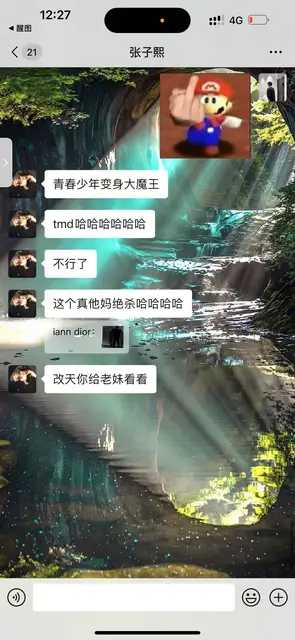 12:27
4G
醒图
21
张子熙
青春少年变身大魔王
tmd哈哈哈哈哈哈
不行了
这个真他妈绝杀哈哈哈哈
iann dior:
改天你给老妹看看